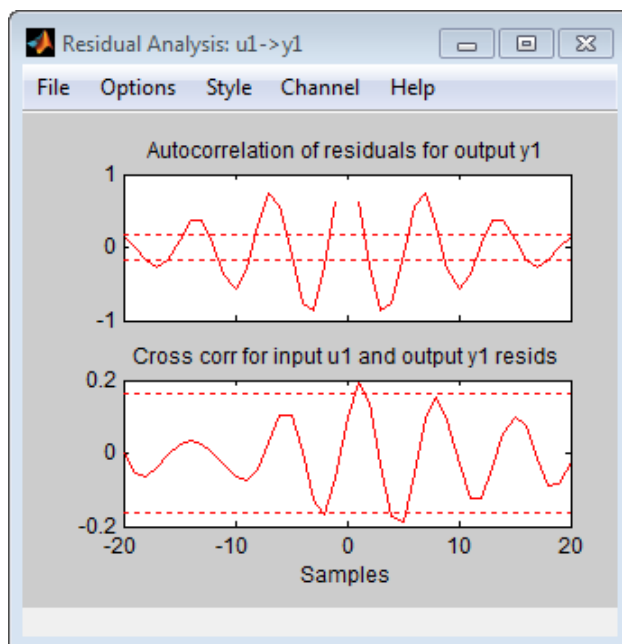 Residual Analysis: u1->y1
File Options Style Channel Help
Autocorrelation of residuals for output y1
1
0
-1
Cross corr for input u1 and output y1 resids
0.2
0
-0.2
-20 -10 0 10 20
Samples